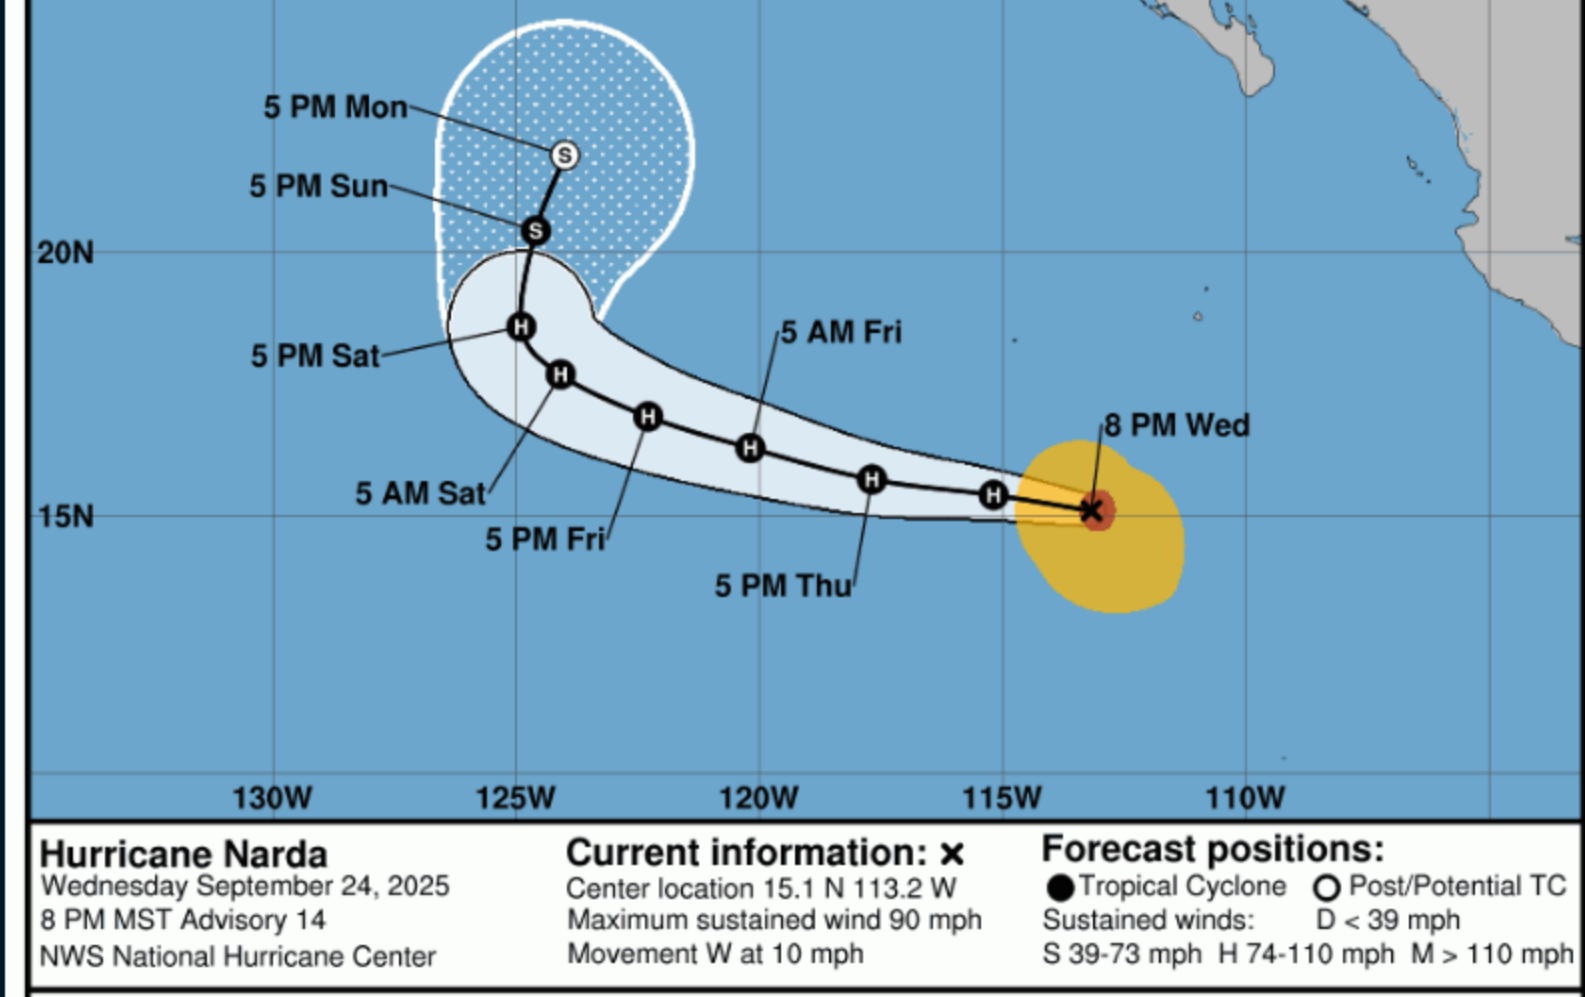 5 PM Mon
S
5 PM Sun
S
20N
5 AM Fri
H
5 PM Sat
H
H
8 PM Wed
H
H
H
5 AM Sat
15N
5 PM Fri
5 PM Thu
130W 125W 120W 115W 110W
Hurricane Narda
Wednesday September 24, 2025
8 PM MST Advisory 14
NWS National Hurricane Center
Current information: ×
Center location 15.1 N 113.2 W
Maximum sustained wind 90 mph
Movement W at 10 mph
Forecast positions:
Tropical Cyclone Post/Potential TC
Sustained winds: D < 39 mph
S 39-73 mph H 74-110 mph M > 110 mph